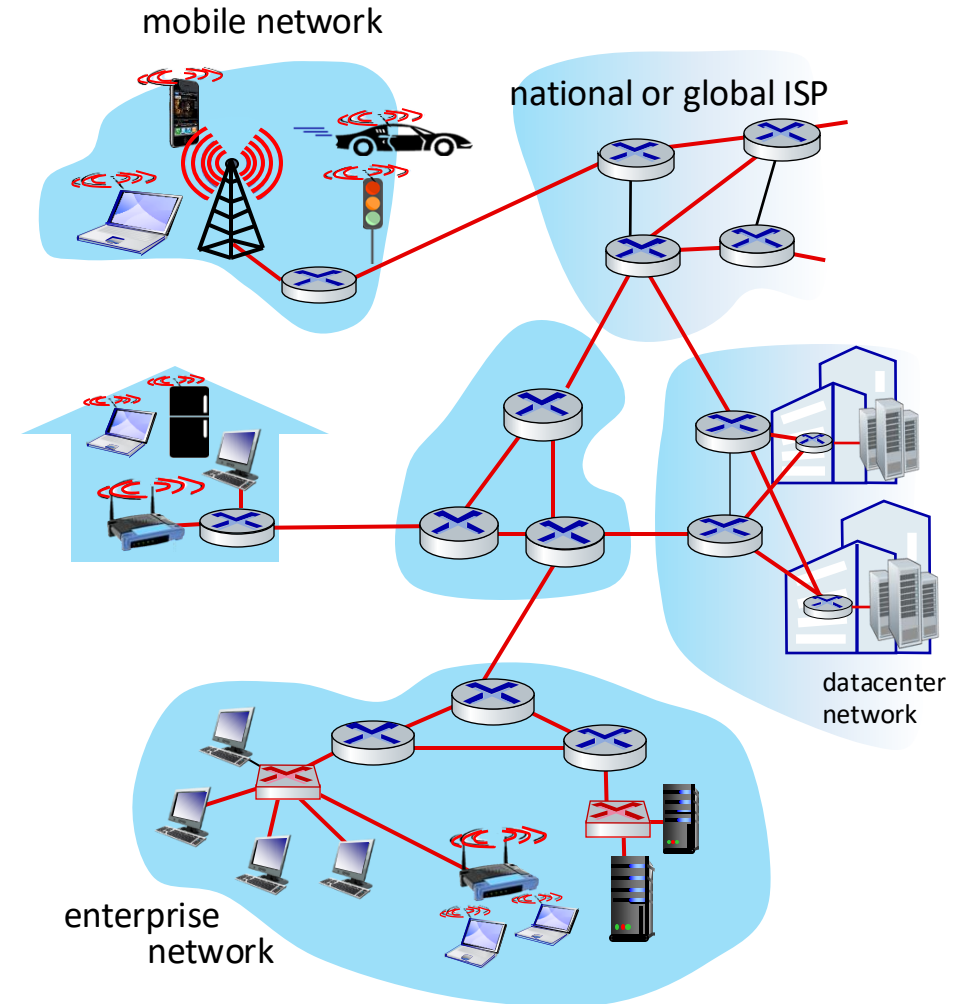 mobile network
national or global ISP
datacenter
network
enterprise
network